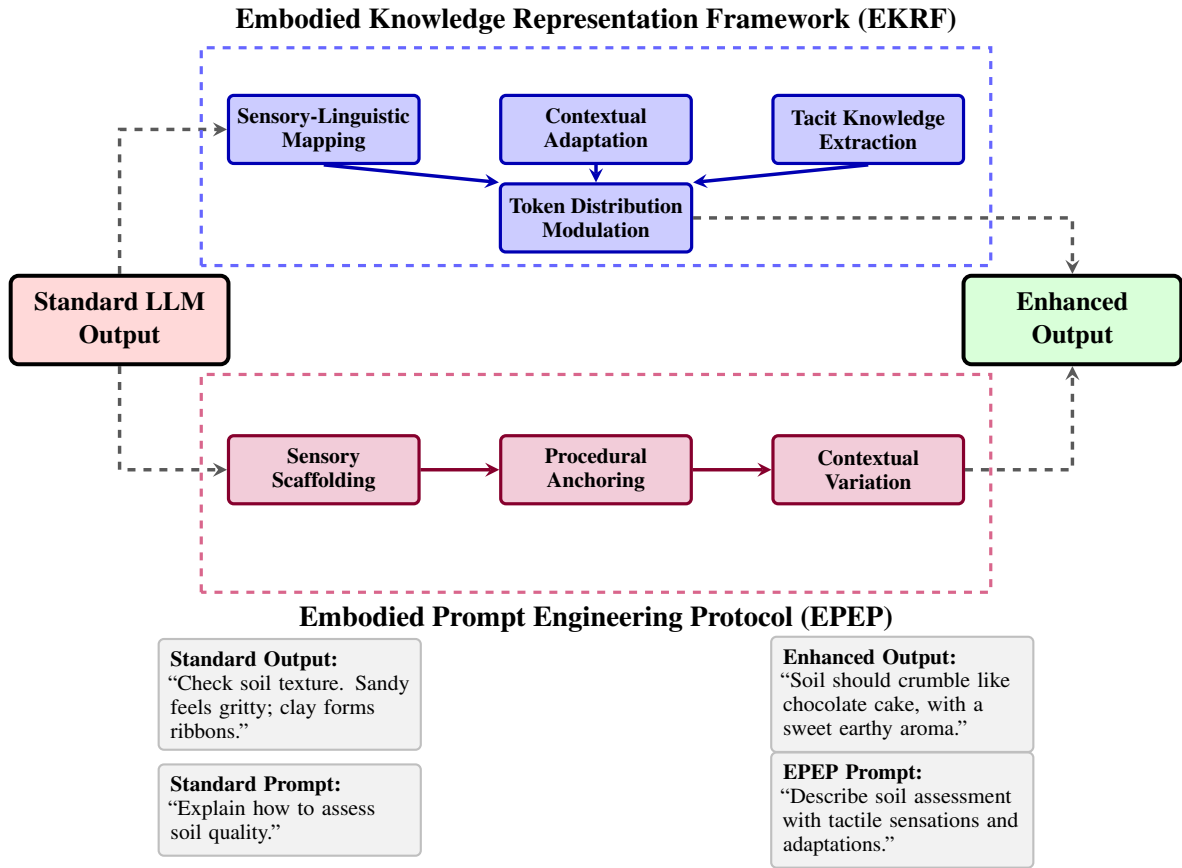 Embodied Knowledge Representation Framework (EKRF)
Sensory-Linguistic
Mapping
Contextual
Adaptation
Tacit Knowledge
Extraction
Token Distribution
Modulation
Standard LLM
Output
Enhanced
Output
Sensory
Scaffolding
Procedural
Anchoring
Contextual
Variation
Embodied Prompt Engineering Protocol (EPEP)
Standard Output:
“Check soil texture. Sandy
feels gritty; clay forms
ribbons.”
Enhanced Output:
“Soil should crumble like
chocolate cake, with a
sweet earthy aroma.”
Standard Prompt:
“Explain how to assess
soil quality.”
EPEP Prompt:
“Describe soil assessment
with tactile sensations and
adaptations.”